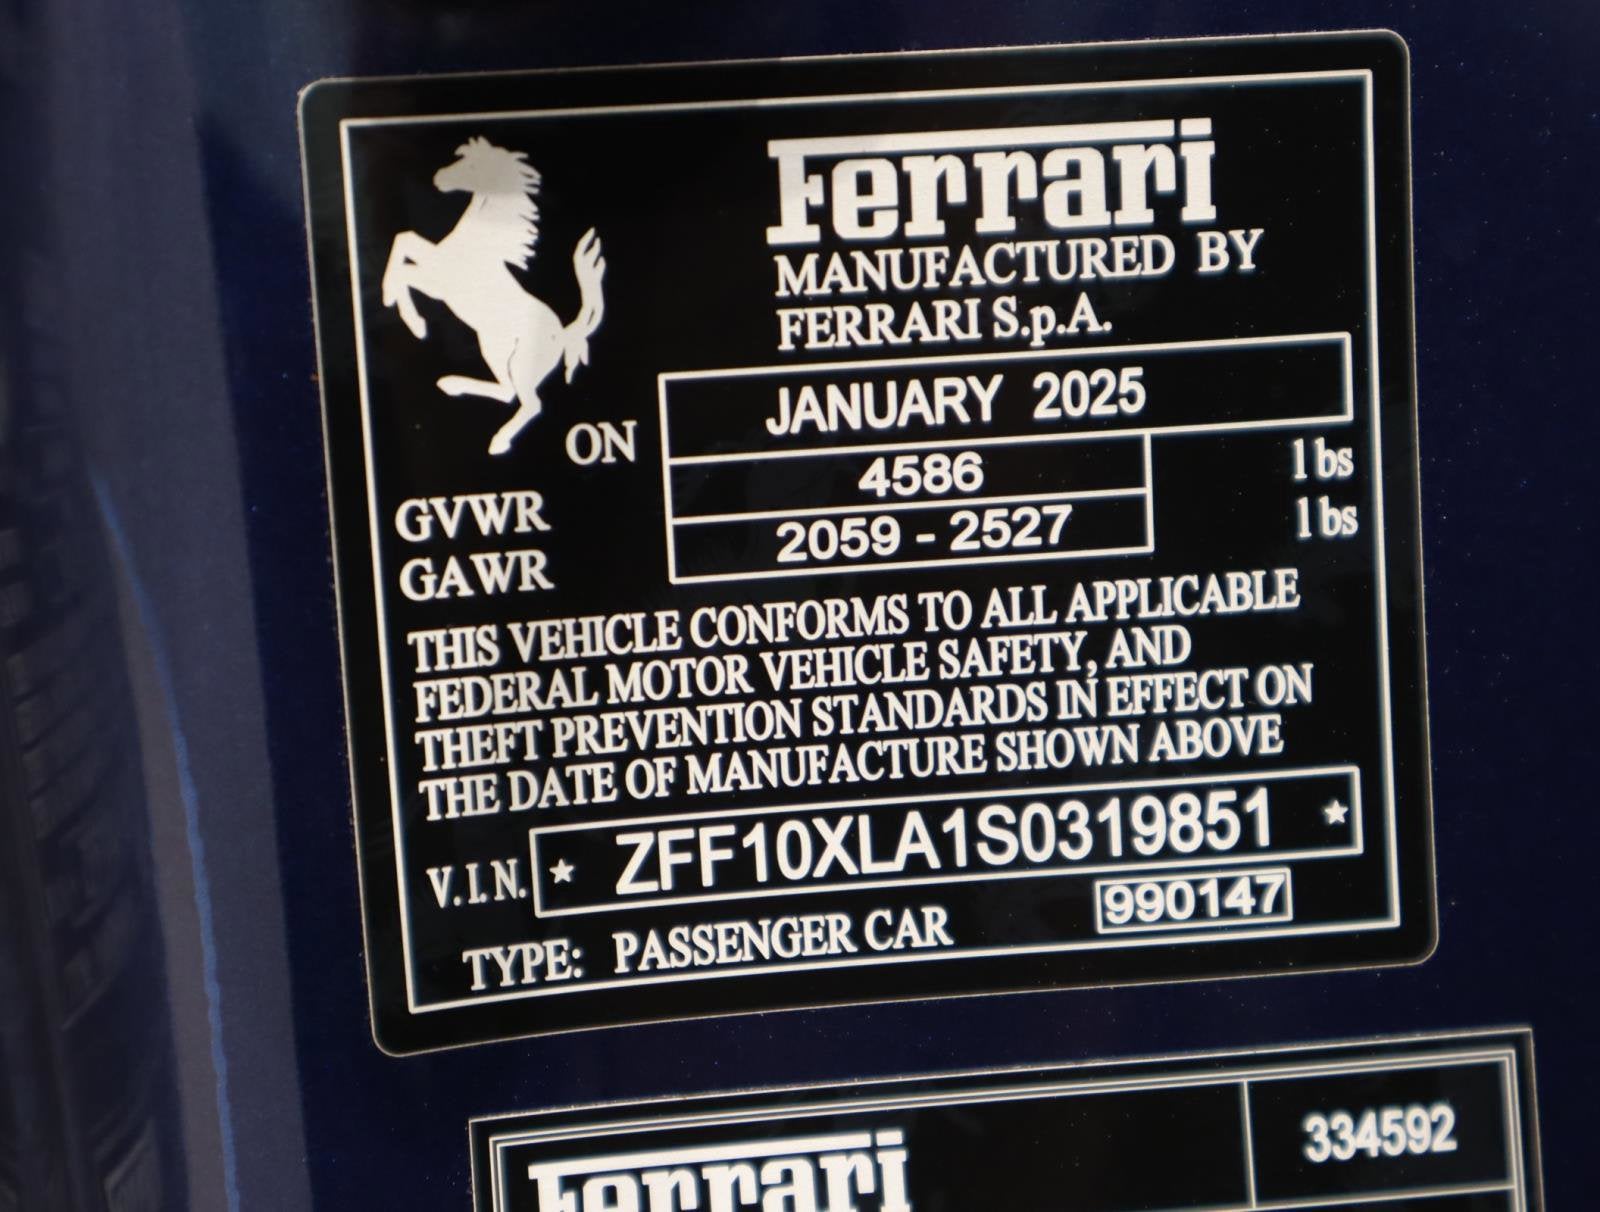 Ferrari
MANUFACTURED BY
FERRARI S.p.A.
ON JANUARY 2025
GVWR 4586 lbs
GAWR 2059 - 2527 lbs
THIS VEHICLE CONFORMS TO ALL APPLICABLE
FEDERAL MOTOR VEHICLE SAFETY, AND
THEFT PREVENTION STANDARDS IN EFFECT ON
THE DATE OF MANUFACTURE SHOWN ABOVE
V.I.N. ★ ZFF10XLA1S0319851 ★
TYPE: PASSENGER CAR 990147
334592
Ferrari